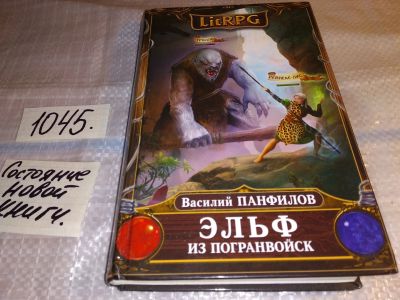 LitRPG
1045.
Состояние
новой
книги.
Василий ПАНФИЛОВ
ЭЛЬФ
ИЗ ПОГРАНВОЙСК